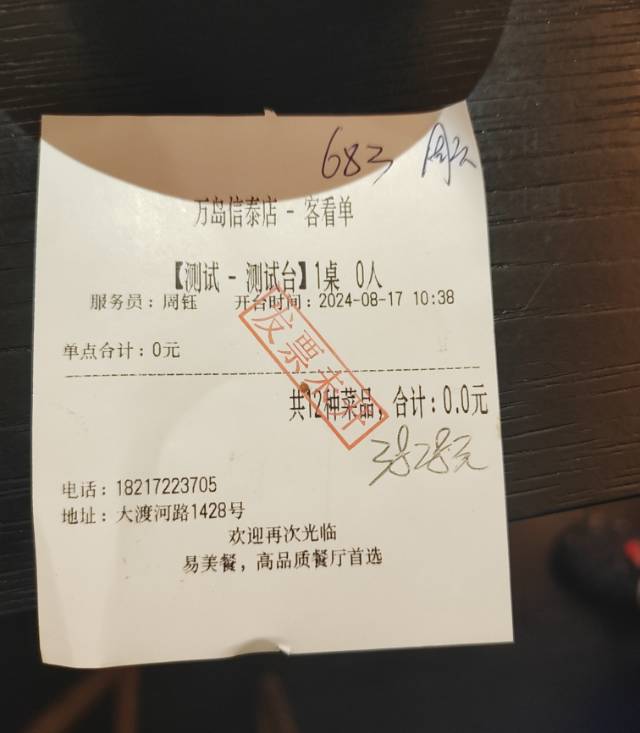 683
万岛信泰店 - 客看单
【测试 - 测试台】1桌 0人
服务员：周钰 开台时间：2024-08-17 10:38
单点合计：0元
发票未开
共12种菜品，合计：0.0元
电话：18217223705
地址：大渡河路1428号
欢迎再次光临
易美餐，高品质餐厅首选